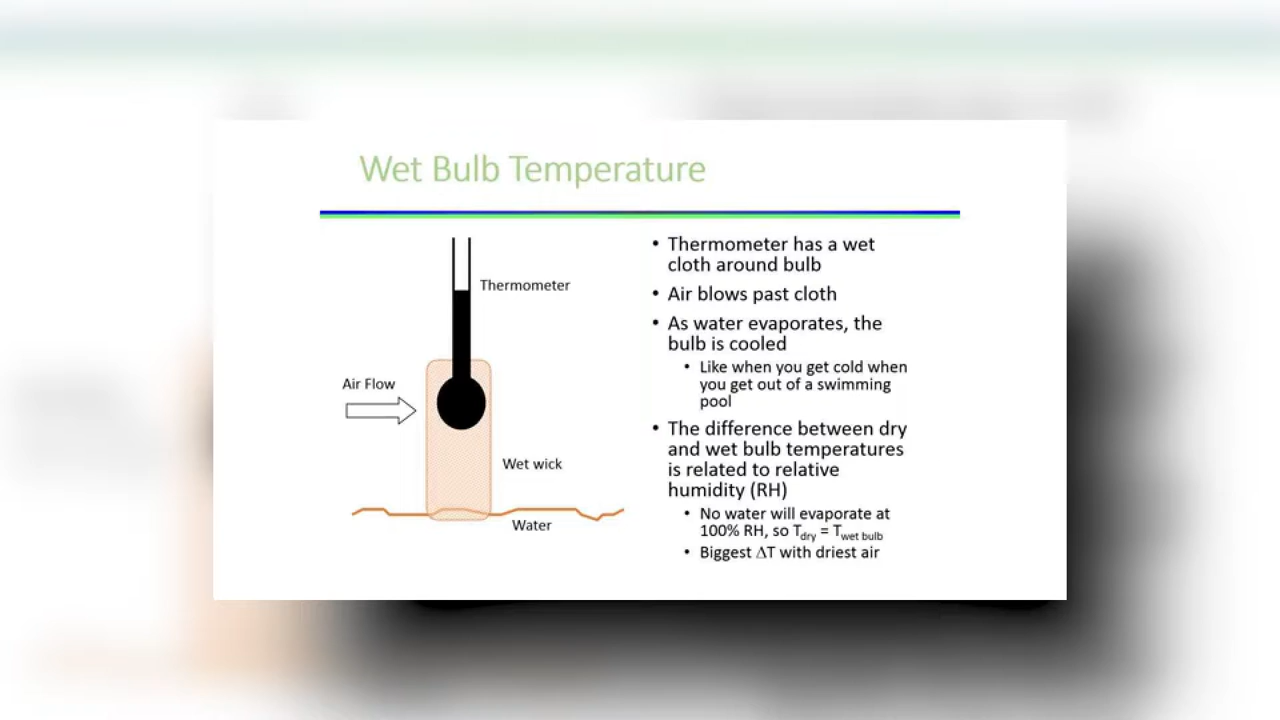 Wet Bulb Temperature
Thermometer
Air Flow
Wet wick
Water
• Thermometer has a wet
cloth around bulb
• Air blows past cloth
• As water evaporates, the
bulb is cooled
• Like when you get cold when
you get out of a swimming
pool
• The difference between dry
and wet bulb temperatures
is related to relative
humidity (RH)
• No water will evaporate at
100% RH, so Tdry = Twet bulb
• Biggest ΔT with driest air